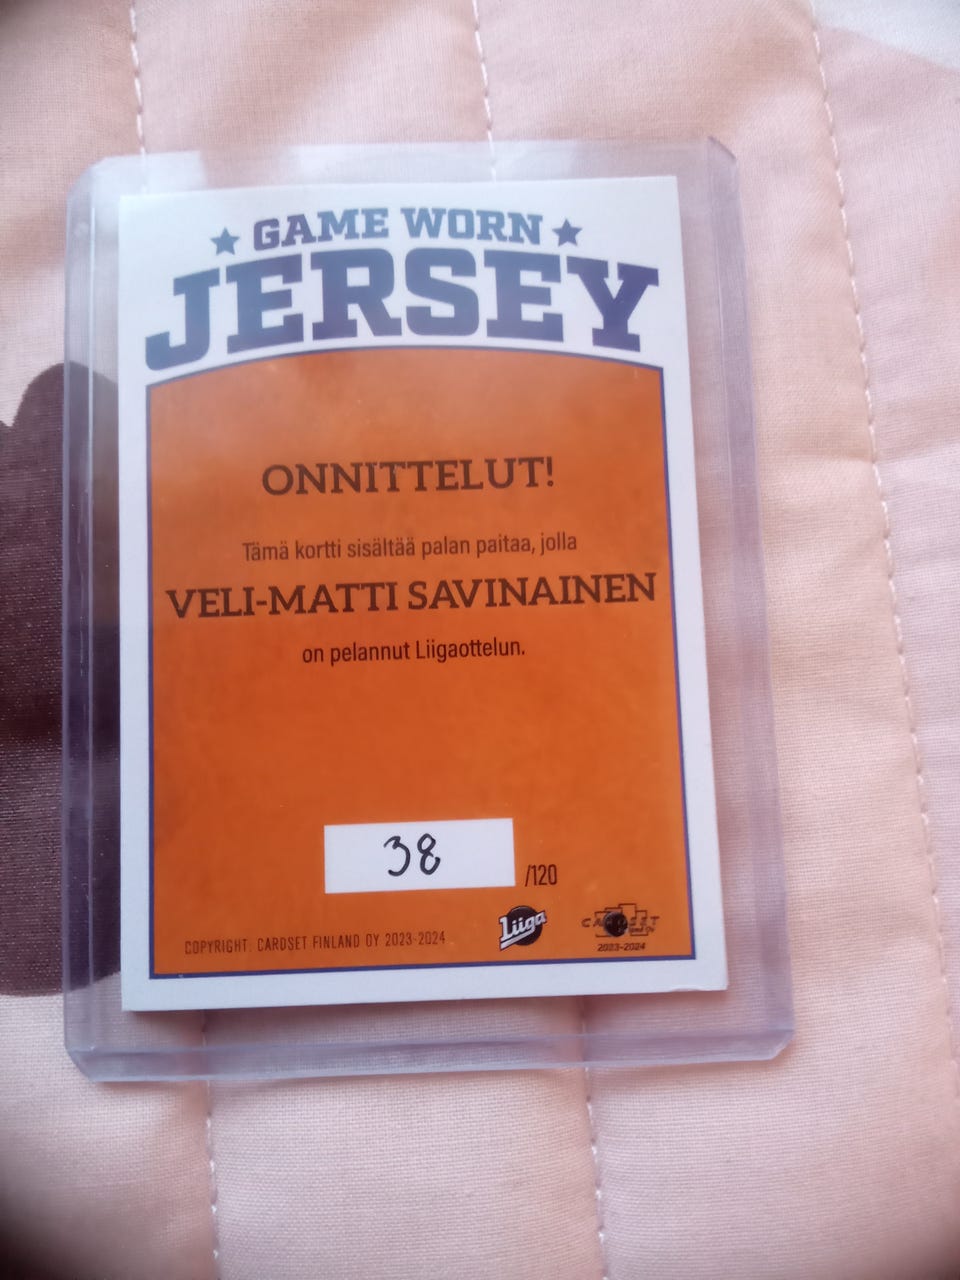 GAME WORN
JERSEY
ONNITTELUT!
Tämä kortti sisältää palan paitaa, jolla
VELI-MATTI SAVINAINEN
on pelannut Liigaottelun.
38
/120
Liiga
CARDSET
COPYRIGHT. CARDSET FINLAND OY 2023-2024
2023-2024